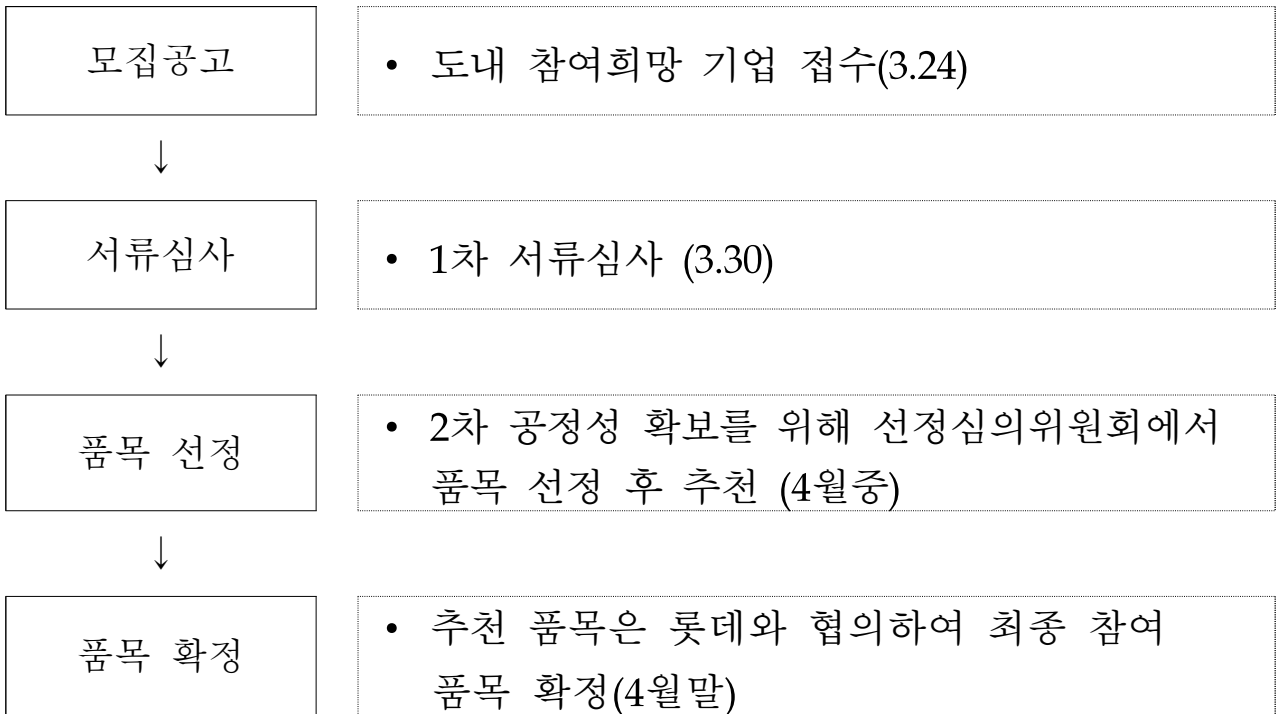 모집공고
• 도내 참여희망 기업 접수(3.24)
↓
서류심사
• 1차 서류심사 (3.30)
↓
품목 선정
• 2차 공정성 확보를 위해 선정심의위원회에서
품목 선정 후 추천 (4월중)
↓
품목 확정
• 추천 품목은 롯데와 협의하여 최종 참여
품목 확정(4월말)